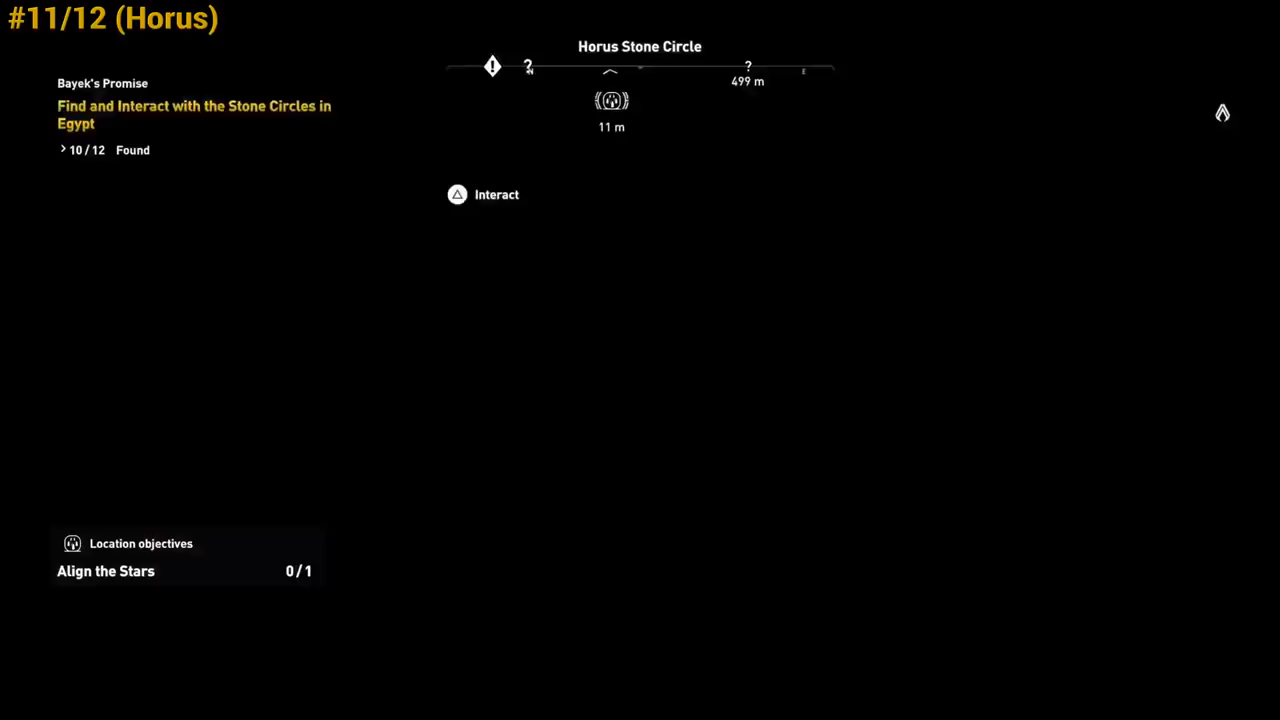 #11/12 (Horus)
Horus Stone Circle
Bayek's Promise
Find and Interact with the Stone Circles in
Egypt
10/12 Found
? N
?
499 m
E
11 m
Interact
Location objectives
Align the Stars 0/1